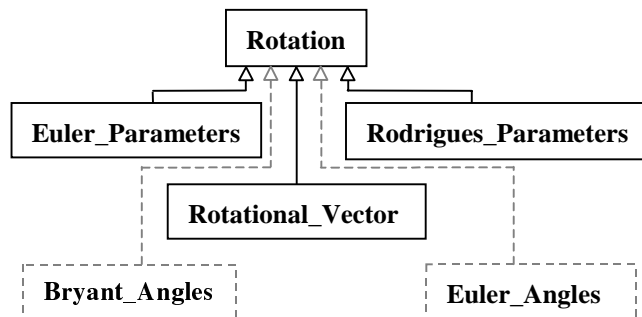 Rotation
Euler_Parameters
Rodrigues_Parameters
Rotational_Vector
Bryant_Angles
Euler_Angles